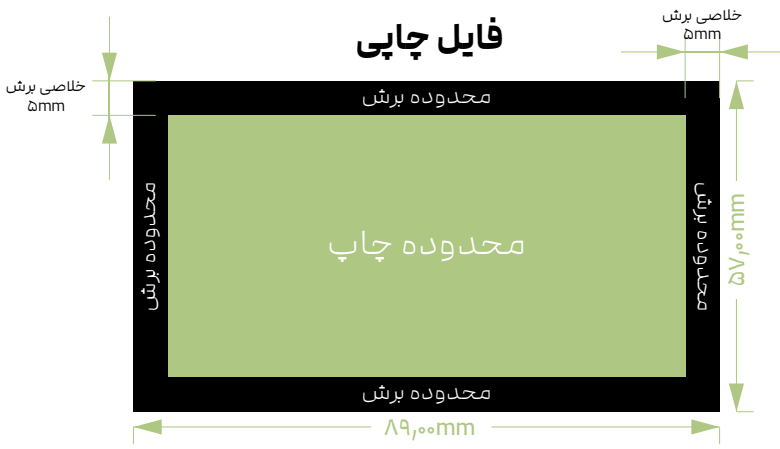 خلاصی برش
۵mm
فایل چاپی
خلاصی برش
۵mm
محدوده برش
محدوده برش
محدوده چاپ
محدوده برش
۵۷,۰۰mm
محدوده برش
۸۹,۰۰mm